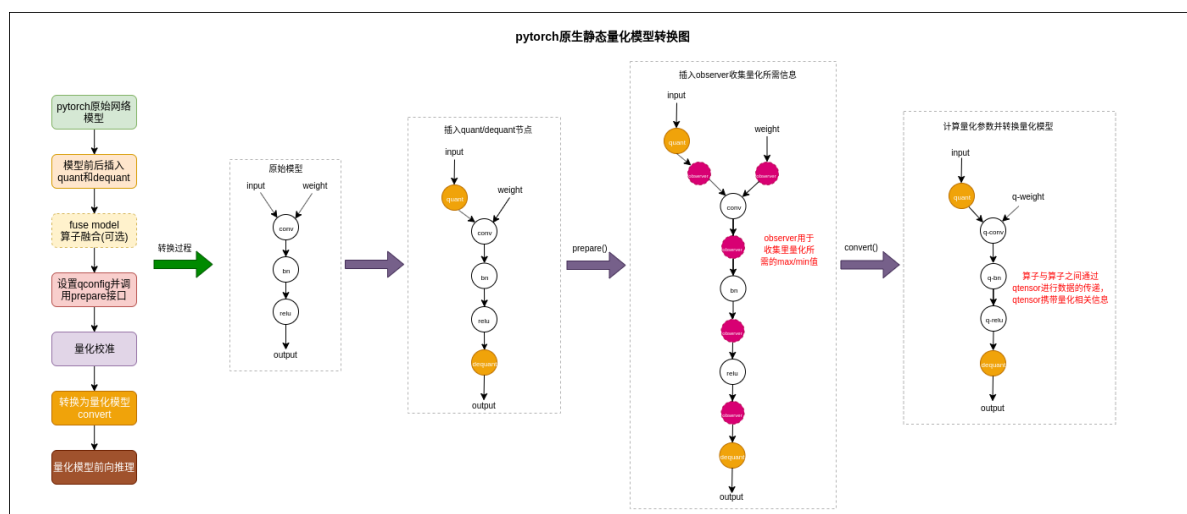 pytorch原生静态量化模型转换图
pytorch原始网络
模型
模型前后插入
quant和dequant
fuse model
算子融合(可选)
设置qconfig并调
用prepare接口
量化校准
转换为量化模型
convert
量化模型前向推理
转换过程
原始模型
input
weight
conv
bn
relu
output
插入quant/dequant节点
input
quant
weight
conv
bn
relu
dequant
output
prepare()
插入observer收集量化所需信息
input
quant
weight
observer
observer
conv
observer
observer用于
收集里量化所
需的max/min值
bn
observer
relu
observer
dequant
output
convert()
计算量化参数并转换量化模型
input
quant
q-weight
q-conv
q-bn
算子与算子之间通过
qtensor进行数据的传递，
qtensor携带量化相关信息
q-relu
dequant
output